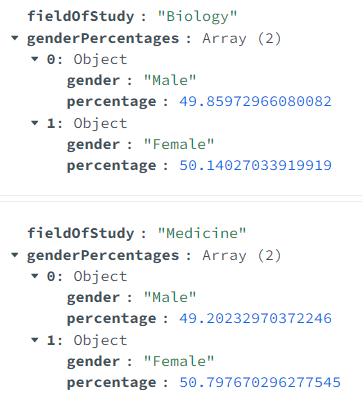 fieldOfStudy : "Biology"
genderPercentages : Array (2)
0: Object
gender : "Male"
percentage : 49.85972966080082
1: Object
gender : "Female"
percentage : 50.14027033919919
fieldOfStudy : "Medicine"
genderPercentages : Array (2)
0: Object
gender : "Male"
percentage : 49.20232970372246
1: Object
gender : "Female"
percentage : 50.797670296277545